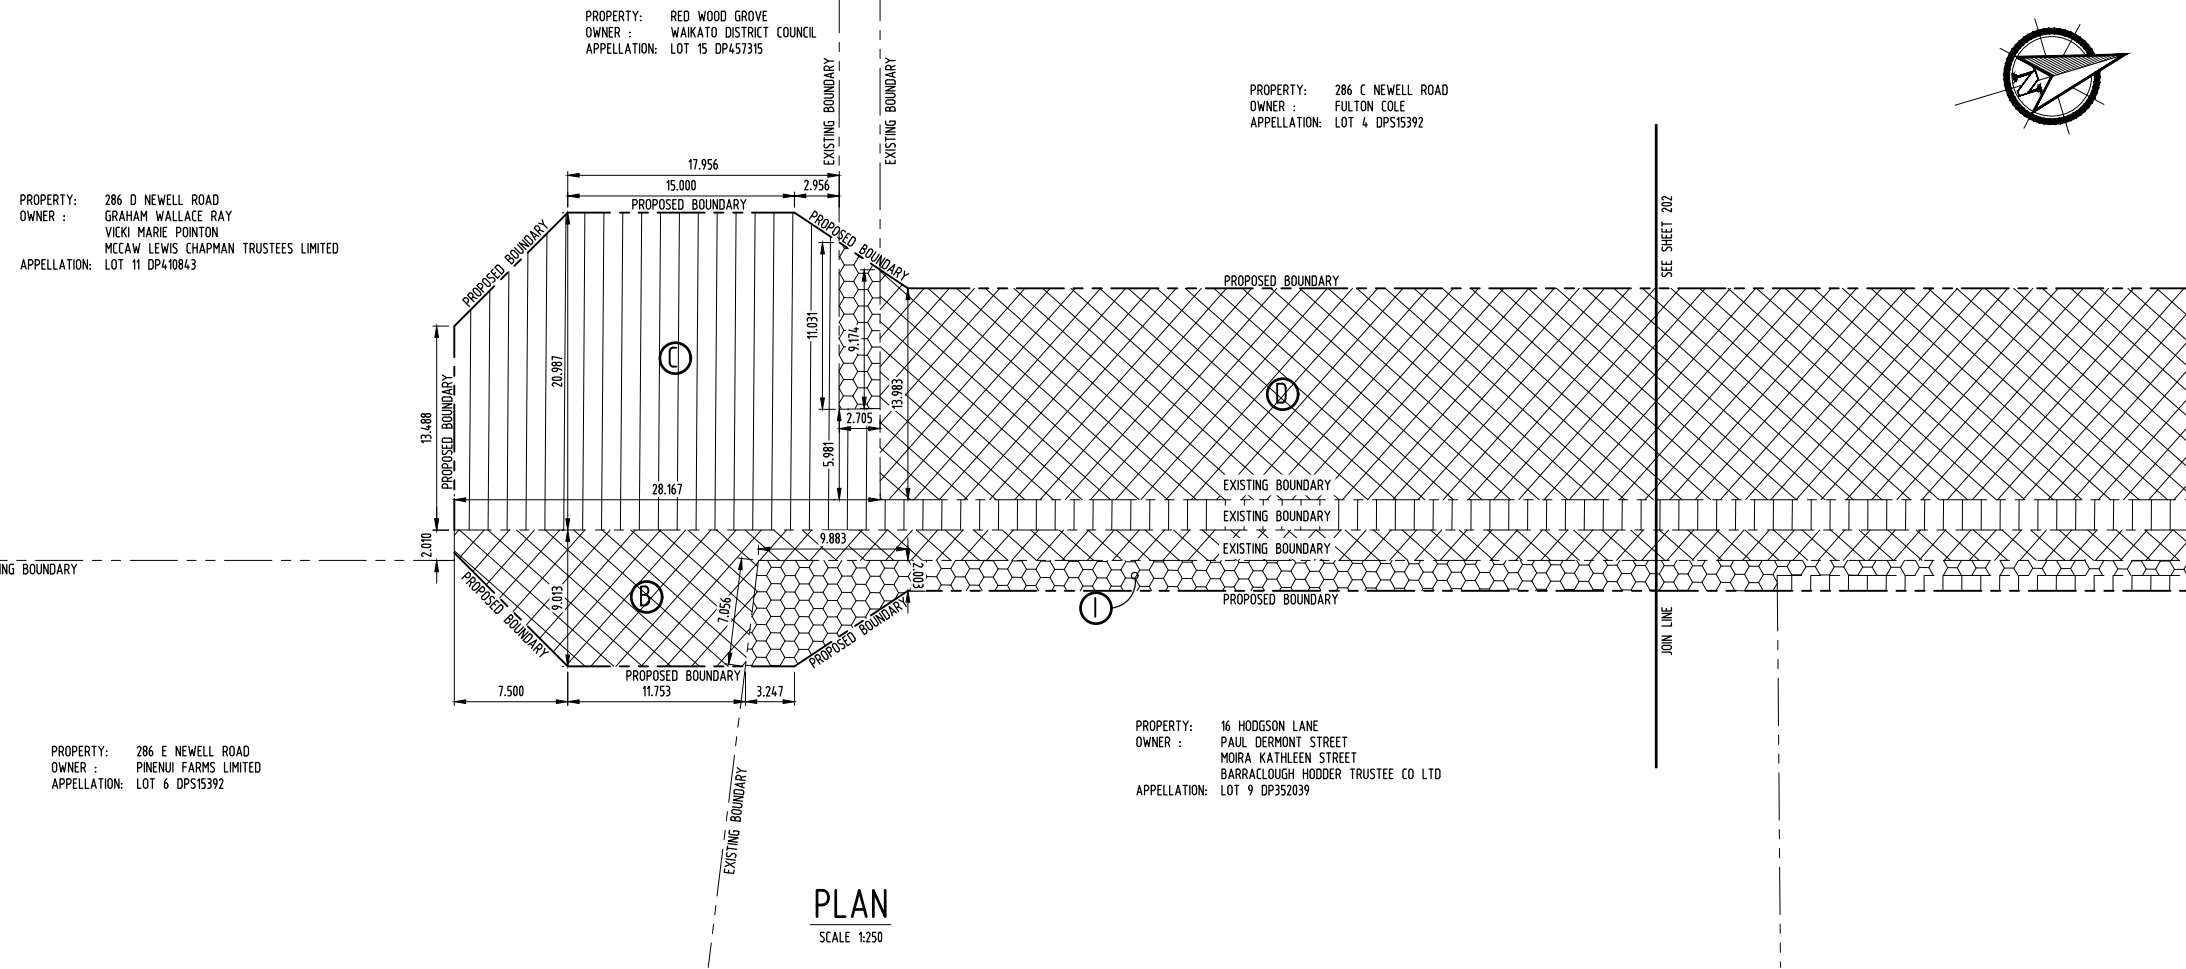 PROPERTY: RED WOOD GROVE
OWNER : WAIKATO DISTRICT COUNCIL
APPELLATION: LOT 15 DP457315
EXISTING BOUNDARY
EXISTING BOUNDARY
PROPERTY: 286 C NEWELL ROAD
OWNER : FULTON COLE
APPELLATION: LOT 4 DPS15392
N
PROPERTY: 286 D NEWELL ROAD
OWNER : GRAHAM WALLACE RAY
VICKI MARIE POINTON
MCCAW LEWIS CHAPMAN TRUSTEES LIMITED
APPELLATION: LOT 11 DP410843
17.956
15.000
2.956
PROPOSED BOUNDARY
PROPOSED BOUNDARY
PROPOSED BOUNDARY
SEE SHEET 202
PROPOSED BOUNDARY
11.031
9.174
20.987
C
13.983
D
13.488
PROPOSED BOUNDARY
2.705
5.981
28.167
EXISTING BOUNDARY
EXISTING BOUNDARY
EXISTING BOUNDARY
2.010
9.883
2.003
NG BOUNDARY
PROPOSED BOUNDARY
9.013
B
7.056
I
PROPOSED BOUNDARY
PROPOSED BOUNDARY
JOIN LINE
PROPOSED BOUNDARY
7.500
11.753
3.247
EXISTING BOUNDARY
PROPERTY: 286 E NEWELL ROAD
OWNER : PINENUI FARMS LIMITED
APPELLATION: LOT 6 DPS15392
PROPERTY: 16 HODGSON LANE
OWNER : PAUL DERMONT STREET
MOIRA KATHLEEN STREET
BARRACLOUGH HODDER TRUSTEE CO LTD
APPELLATION: LOT 9 DP352039
PLAN
SCALE 1:250